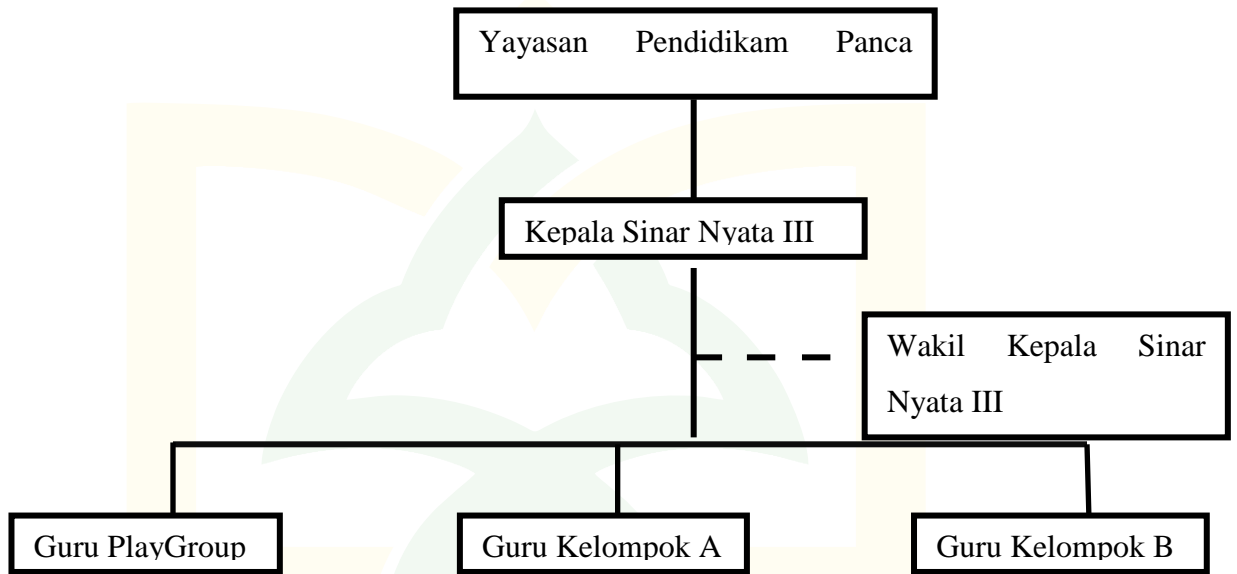 Yayasan Pendidikam Panca
Kepala Sinar Nyata III
Wakil Kepala Sinar
Nyata III
Guru PlayGroup
Guru Kelompok A
Guru Kelompok B